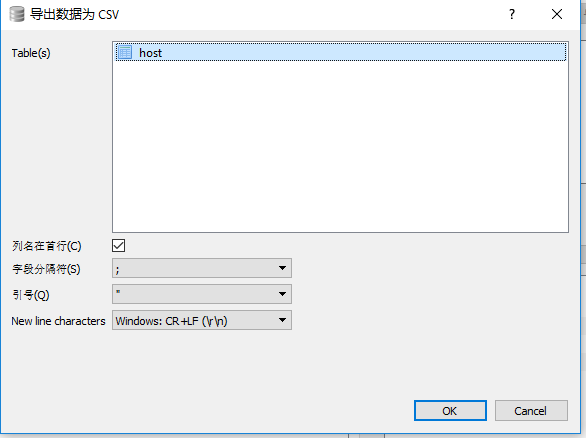 导出数据为 CSV
Table(s)
host
列名在首行(C)
字段分隔符(S)
;
引号(Q)
"
New line characters
Windows: CR+LF (\r\n)
OK
Cancel